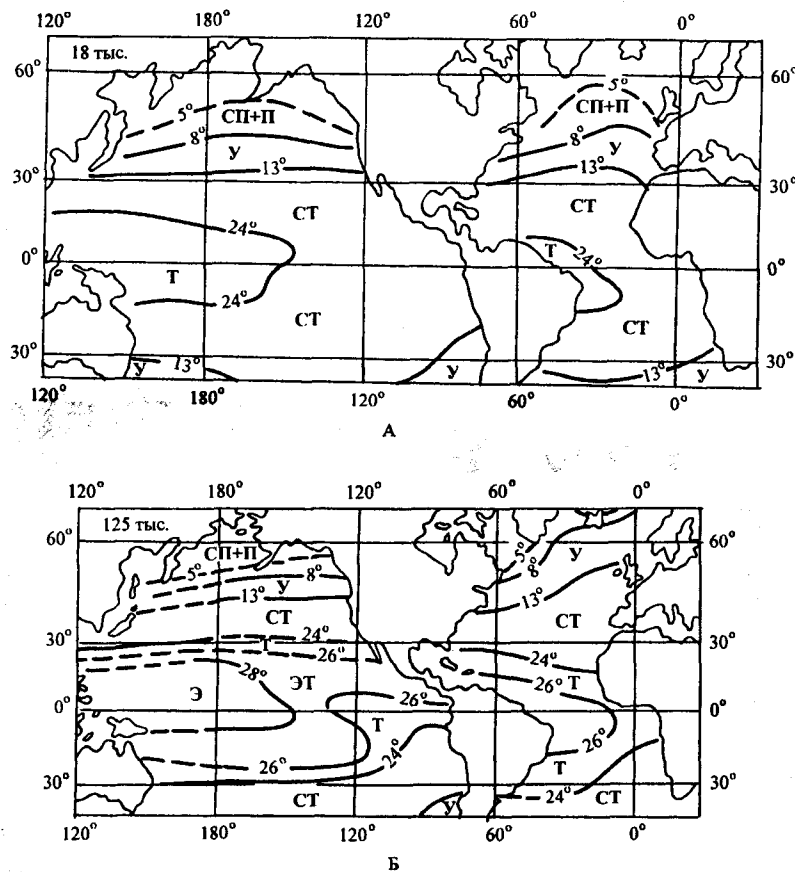 120° 180° 120° 60° 0°
18 тыс.
60° 60°
5° 5°
СП+П СП+П
8° 8°
У У
13° 13°
30° 30°
СТ СТ
24° 24°
Т
0° 0°
Т
24°
СТ СТ
30° 30°
У 13° У 13° У
120° 180° 120° 60° 0°
А
120° 180° 120° 60° 0°
125 тыс.
60° СП+П 5° У 60°
5° У 8° 8°
13° 13°
СТ СТ
30° 24° 30°
Т 26° 24°
28° ЭТ 26° Т
Э 26°
0° 0°
Т
26° 24° 26°
Т
30° 30°
СТ У 24° СТ
120° 180° 120° 60° 0°
Б